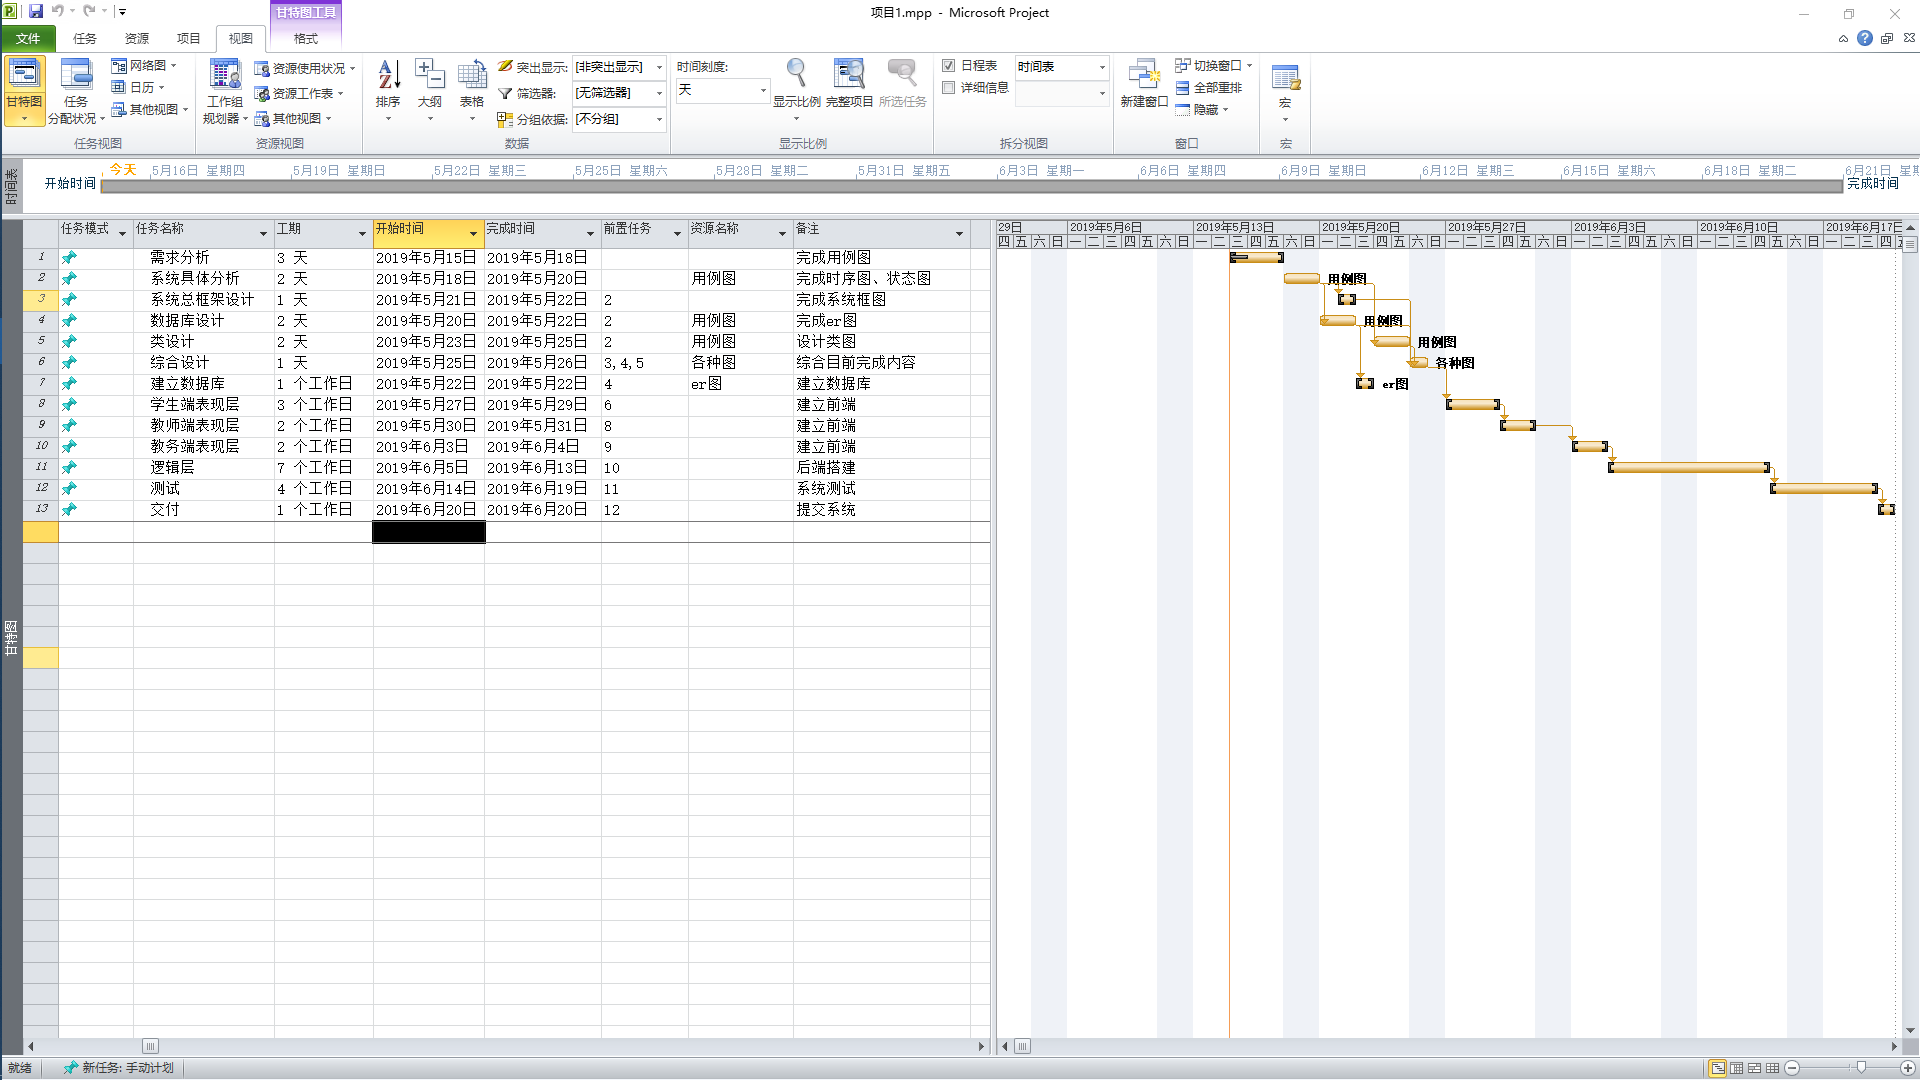 甘特图工具
项目1.mpp - Microsoft Project
文件 任务 资源 项目 视图 格式
甘特图
任务分配状况
网络图
日历
其他视图
任务视图
工作组规划器
资源使用状况
资源工作表
其他视图
资源视图
排序
大纲
表格
突出显示: [非突出显示]
筛选器: [无筛选器]
分组依据: [不分组]
数据
时间刻度:
天
显示比例
完整项目
所选任务
显示比例
日程表 时间表
详细信息
拆分视图
新建窗口
切换窗口
全部重排
隐藏
窗口
宏
宏
时间表
今天 5月16日 星期四 5月19日 星期日 5月22日 星期三 5月25日 星期六 5月28日 星期二 5月31日 星期五 6月3日 星期一 6月6日 星期四 6月9日 星期日 6月12日 星期三 6月15日 星期六 6月18日 星期二 6月21日
开始时间
完成时间
任务模式 任务名称 工期 开始时间 完成时间 前置任务 资源名称 备注
1 需求分析 3 天 2019年5月15日 2019年5月18日 完成用例图
2 系统具体分析 2 天 2019年5月18日 2019年5月20日 用例图 完成时序图、状态图
3 系统总框架设计 1 天 2019年5月21日 2019年5月22日 2 完成系统框图
4 数据库设计 2 天 2019年5月20日 2019年5月22日 2 用例图 完成er图
5 类设计 2 天 2019年5月23日 2019年5月25日 2 用例图 设计类图
6 综合设计 1 天 2019年5月25日 2019年5月26日 3,4,5 各种图 综合目前完成内容
7 建立数据库 1 个工作日 2019年5月22日 2019年5月22日 4 er图 建立数据库
8 学生端表现层 3 个工作日 2019年5月27日 2019年5月29日 6 建立前端
9 教师端表现层 2 个工作日 2019年5月30日 2019年5月31日 8 建立前端
10 教务端表现层 2 个工作日 2019年6月3日 2019年6月4日 9 建立前端
11 逻辑层 7 个工作日 2019年6月5日 2019年6月13日 10 后端搭建
12 测试 4 个工作日 2019年6月14日 2019年6月19日 11 系统测试
13 交付 1 个工作日 2019年6月20日 2019年6月20日 12 提交系统
29日 2019年5月6日 2019年5月13日 2019年5月20日 2019年5月27日 2019年6月3日 2019年6月10日 2019年6月17日
四 五 六 日 一 二 三 四 五 六 日 一 二 三 四 五 六 日 一 二 三 四 五 六 日 一 二 三 四 五 六 日 一 二 三 四 五 六 日 一 二 三 四 五 六 日 一 二 三 四 五
用例图
用例图
用例图
各种图
er图
甘特图
就绪 新任务: 手动计划